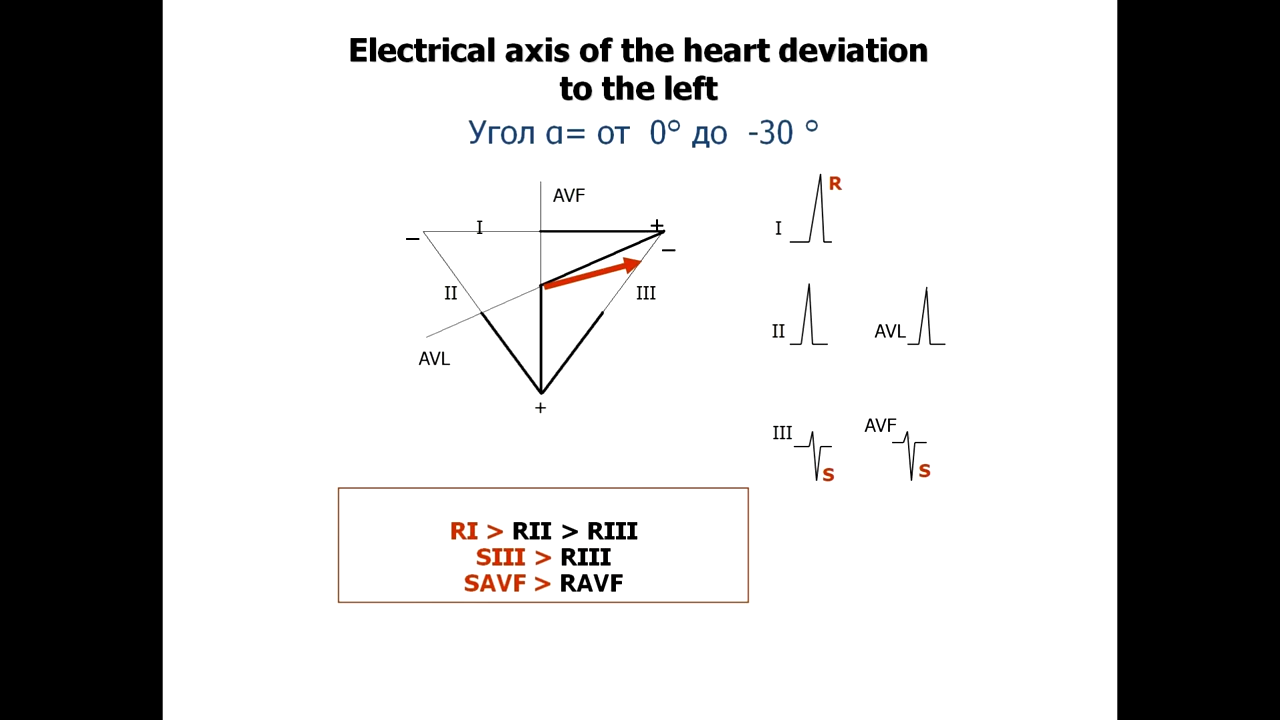 Electrical axis of the heart deviation
to the left
Угол α= от 0° до -30 °
AVF
I
+
–
–
II
III
AVL
+
R
I
II
AVL
III
S
AVF
S
RI > RII > RIII
SIII > RIII
SAVF > RAVF